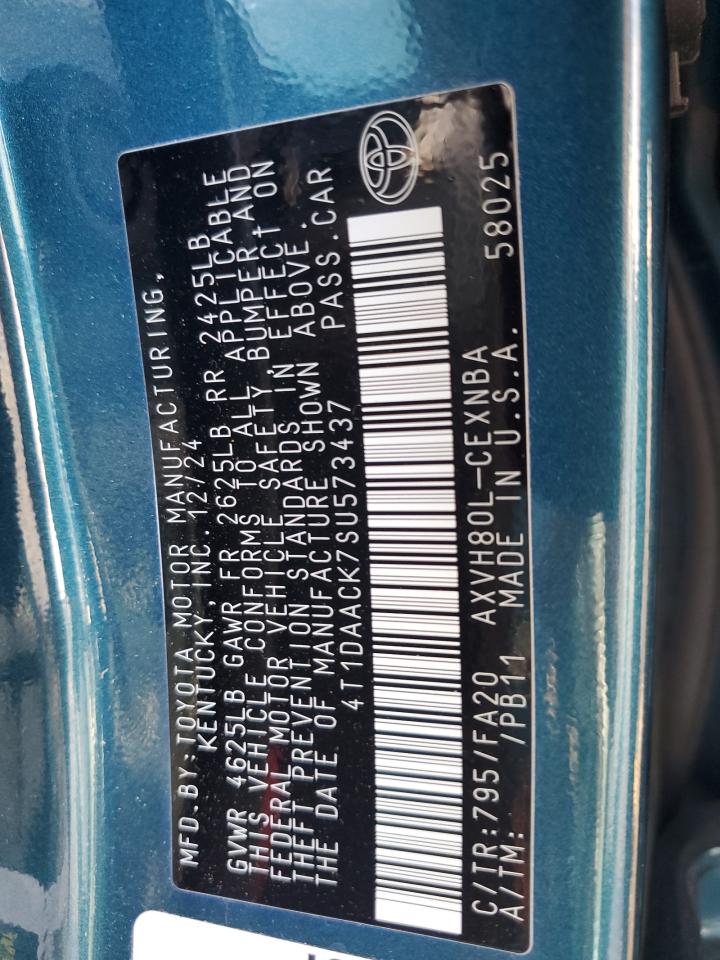 MFD.BY:TOYOTA MOTOR MANUFACTURING,
KENTUCKY, INC. 12/24
GVWR 4625LB GAWR FR 2625LB RR 2425LB
THIS VEHICLE CONFORMS TO ALL APPLICABLE
FEDERAL MOTOR VEHICLE SAFETY, BUMPER AND
THEFT PREVENTION STANDARDS IN EFFECT ON
THE DATE OF MANUFACTURE SHOWN ABOVE.
4T1DAACK7SU573437 PASS.CAR
C/TR:795/FA20 AXVH80L-CEXNBA
A/TM: /PB11 MADE IN U.S.A. 58025